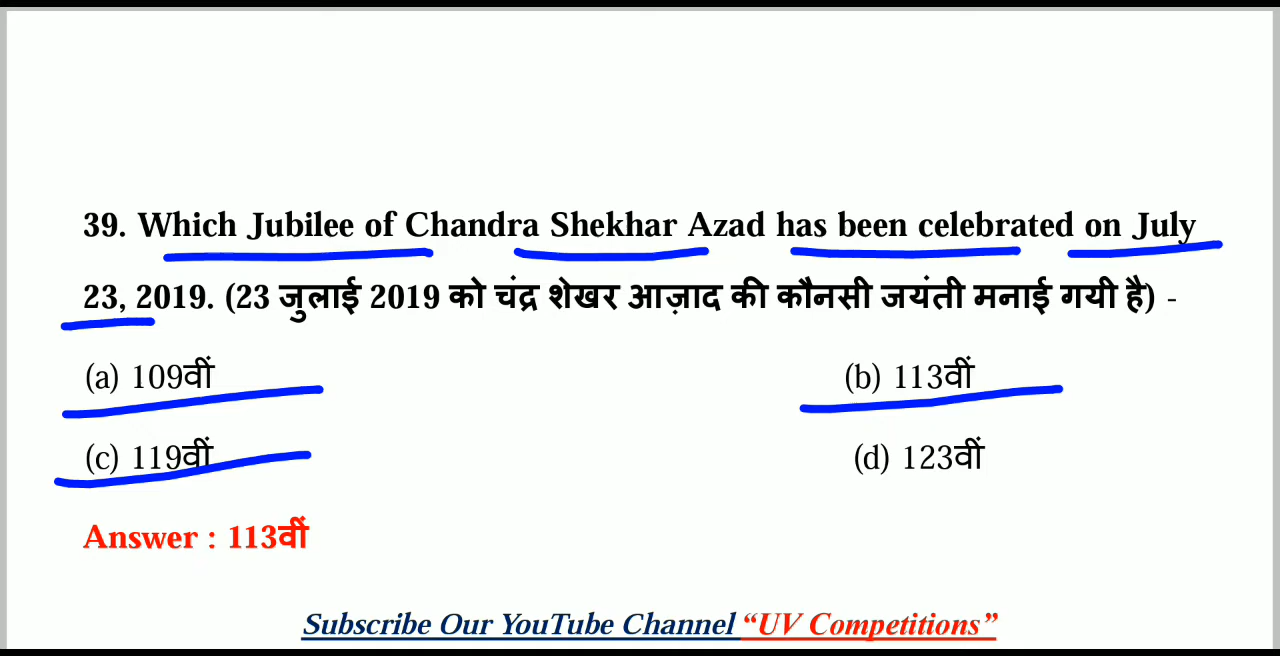 39. Which Jubilee of Chandra Shekhar Azad has been celebrated on July
23, 2019. (23 जुलाई 2019 को चंद्र शेखर आज़ाद की कौनसी जयंती मनाई गयी है) -
(a) 109वीं (b) 113वीं
(c) 119वीं (d) 123वीं
Answer : 113वीं
Subscribe Our YouTube Channel “UV Competitions”